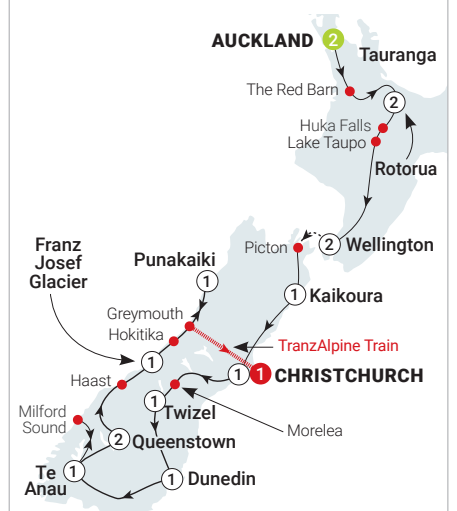 AUCKLAND
2
Tauranga
The Red Barn
2
Huka Falls
Lake Taupo
Rotorua
Franz
Josef
Glacier
Punakaiki
Picton
2
Wellington
1
1
Kaikoura
Greymouth
Hokitika
TranzAlpine Train
1
Haast
1
1
CHRISTCHURCH
1
Twizel
Milford
Sound
Morelea
2
Queenstown
Te
Anau
1
1
Dunedin